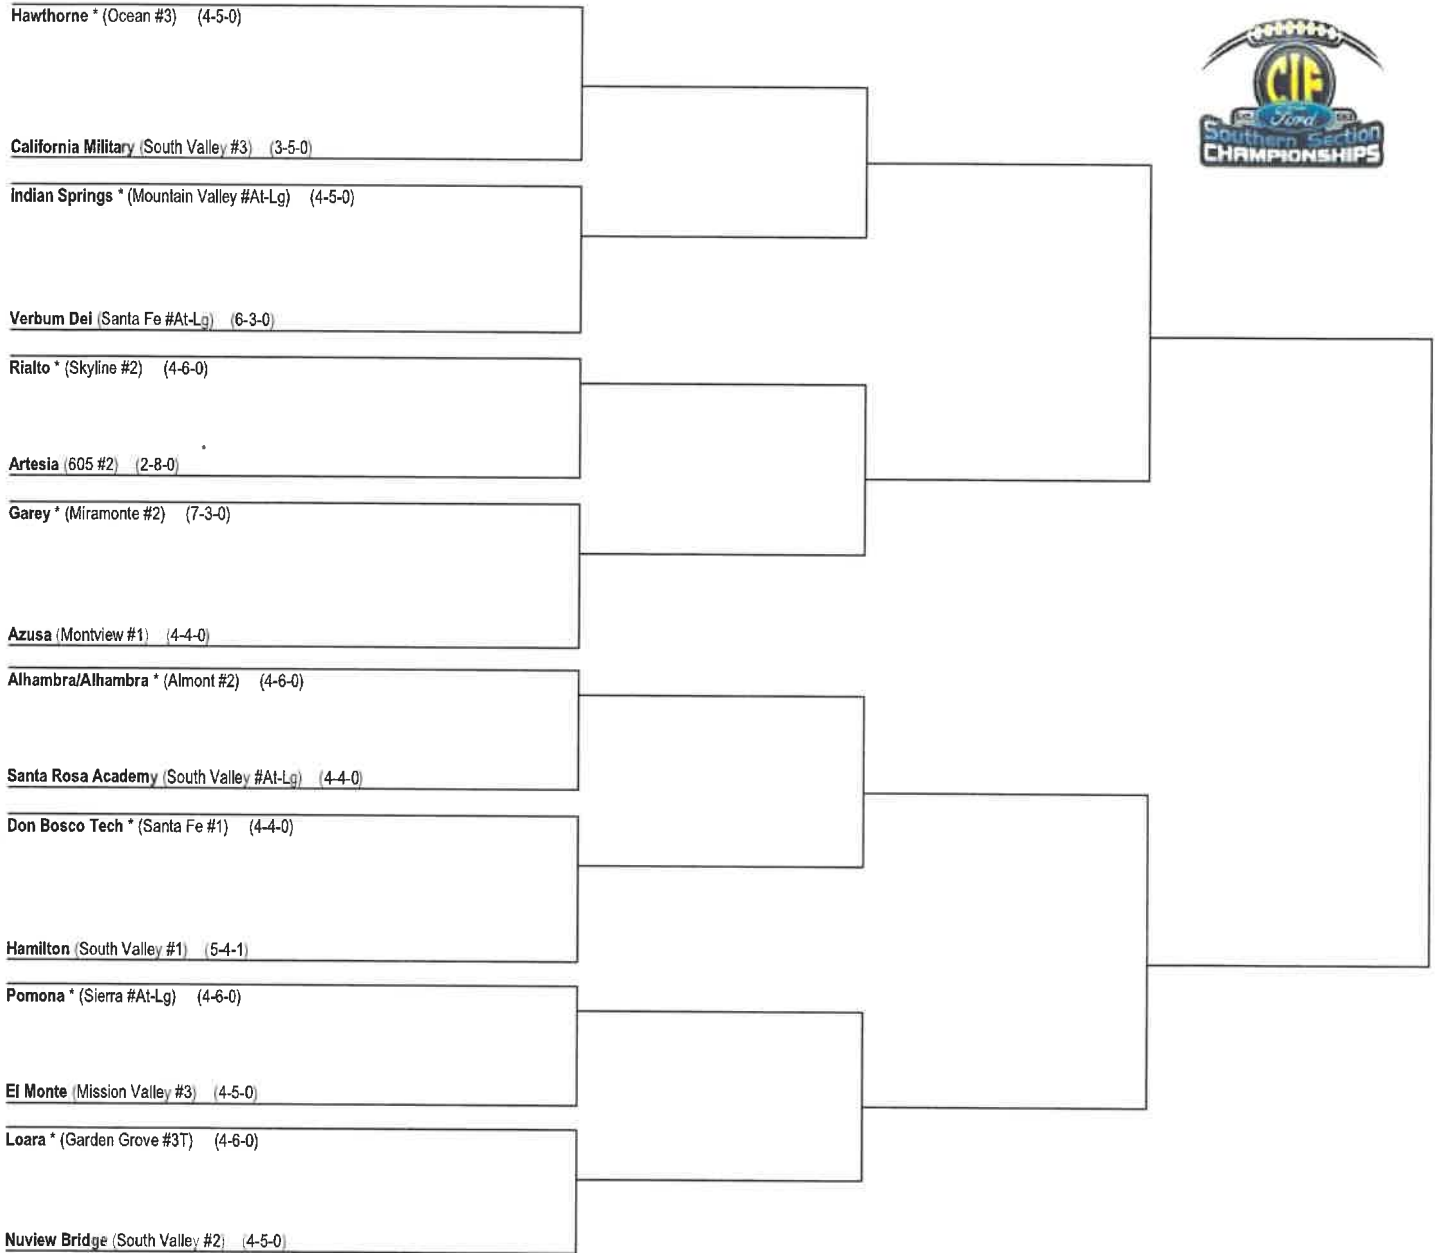 Hawthorne * (Ocean #3) (4-5-0)
California Military (South Valley #3) (3-5-0)
Indian Springs * (Mountain Valley #At-Lg) (4-5-0)
Verbum Dei (Santa Fe #At-Lg) (6-3-0)
Rialto * (Skyline #2) (4-6-0)
Artesia (605 #2) (2-8-0)
Garey * (Miramonte #2) (7-3-0)
Azusa (Montview #1) (4-4-0)
Alhambra/Alhambra * (Almont #2) (4-6-0)
Santa Rosa Academy (South Valley #At-Lg) (4-4-0)
Don Bosco Tech * (Santa Fe #1) (4-4-0)
Hamilton (South Valley #1) (5-4-1)
Pomona * (Sierra #At-Lg) (4-6-0)
El Monte (Mission Valley #3) (4-5-0)
Loara * (Garden Grove #3T) (4-6-0)
Nuview Bridge (South Valley #2) (4-5-0)
CIF
Ford
Southern Section
CHAMPIONSHIPS